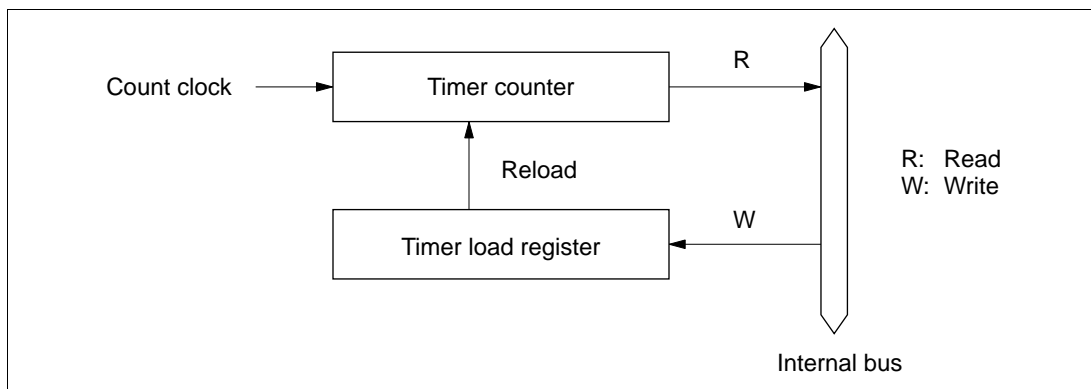 R
Count clock
Timer counter
Reload
R: Read
W: Write
W
Timer load register
Internal bus